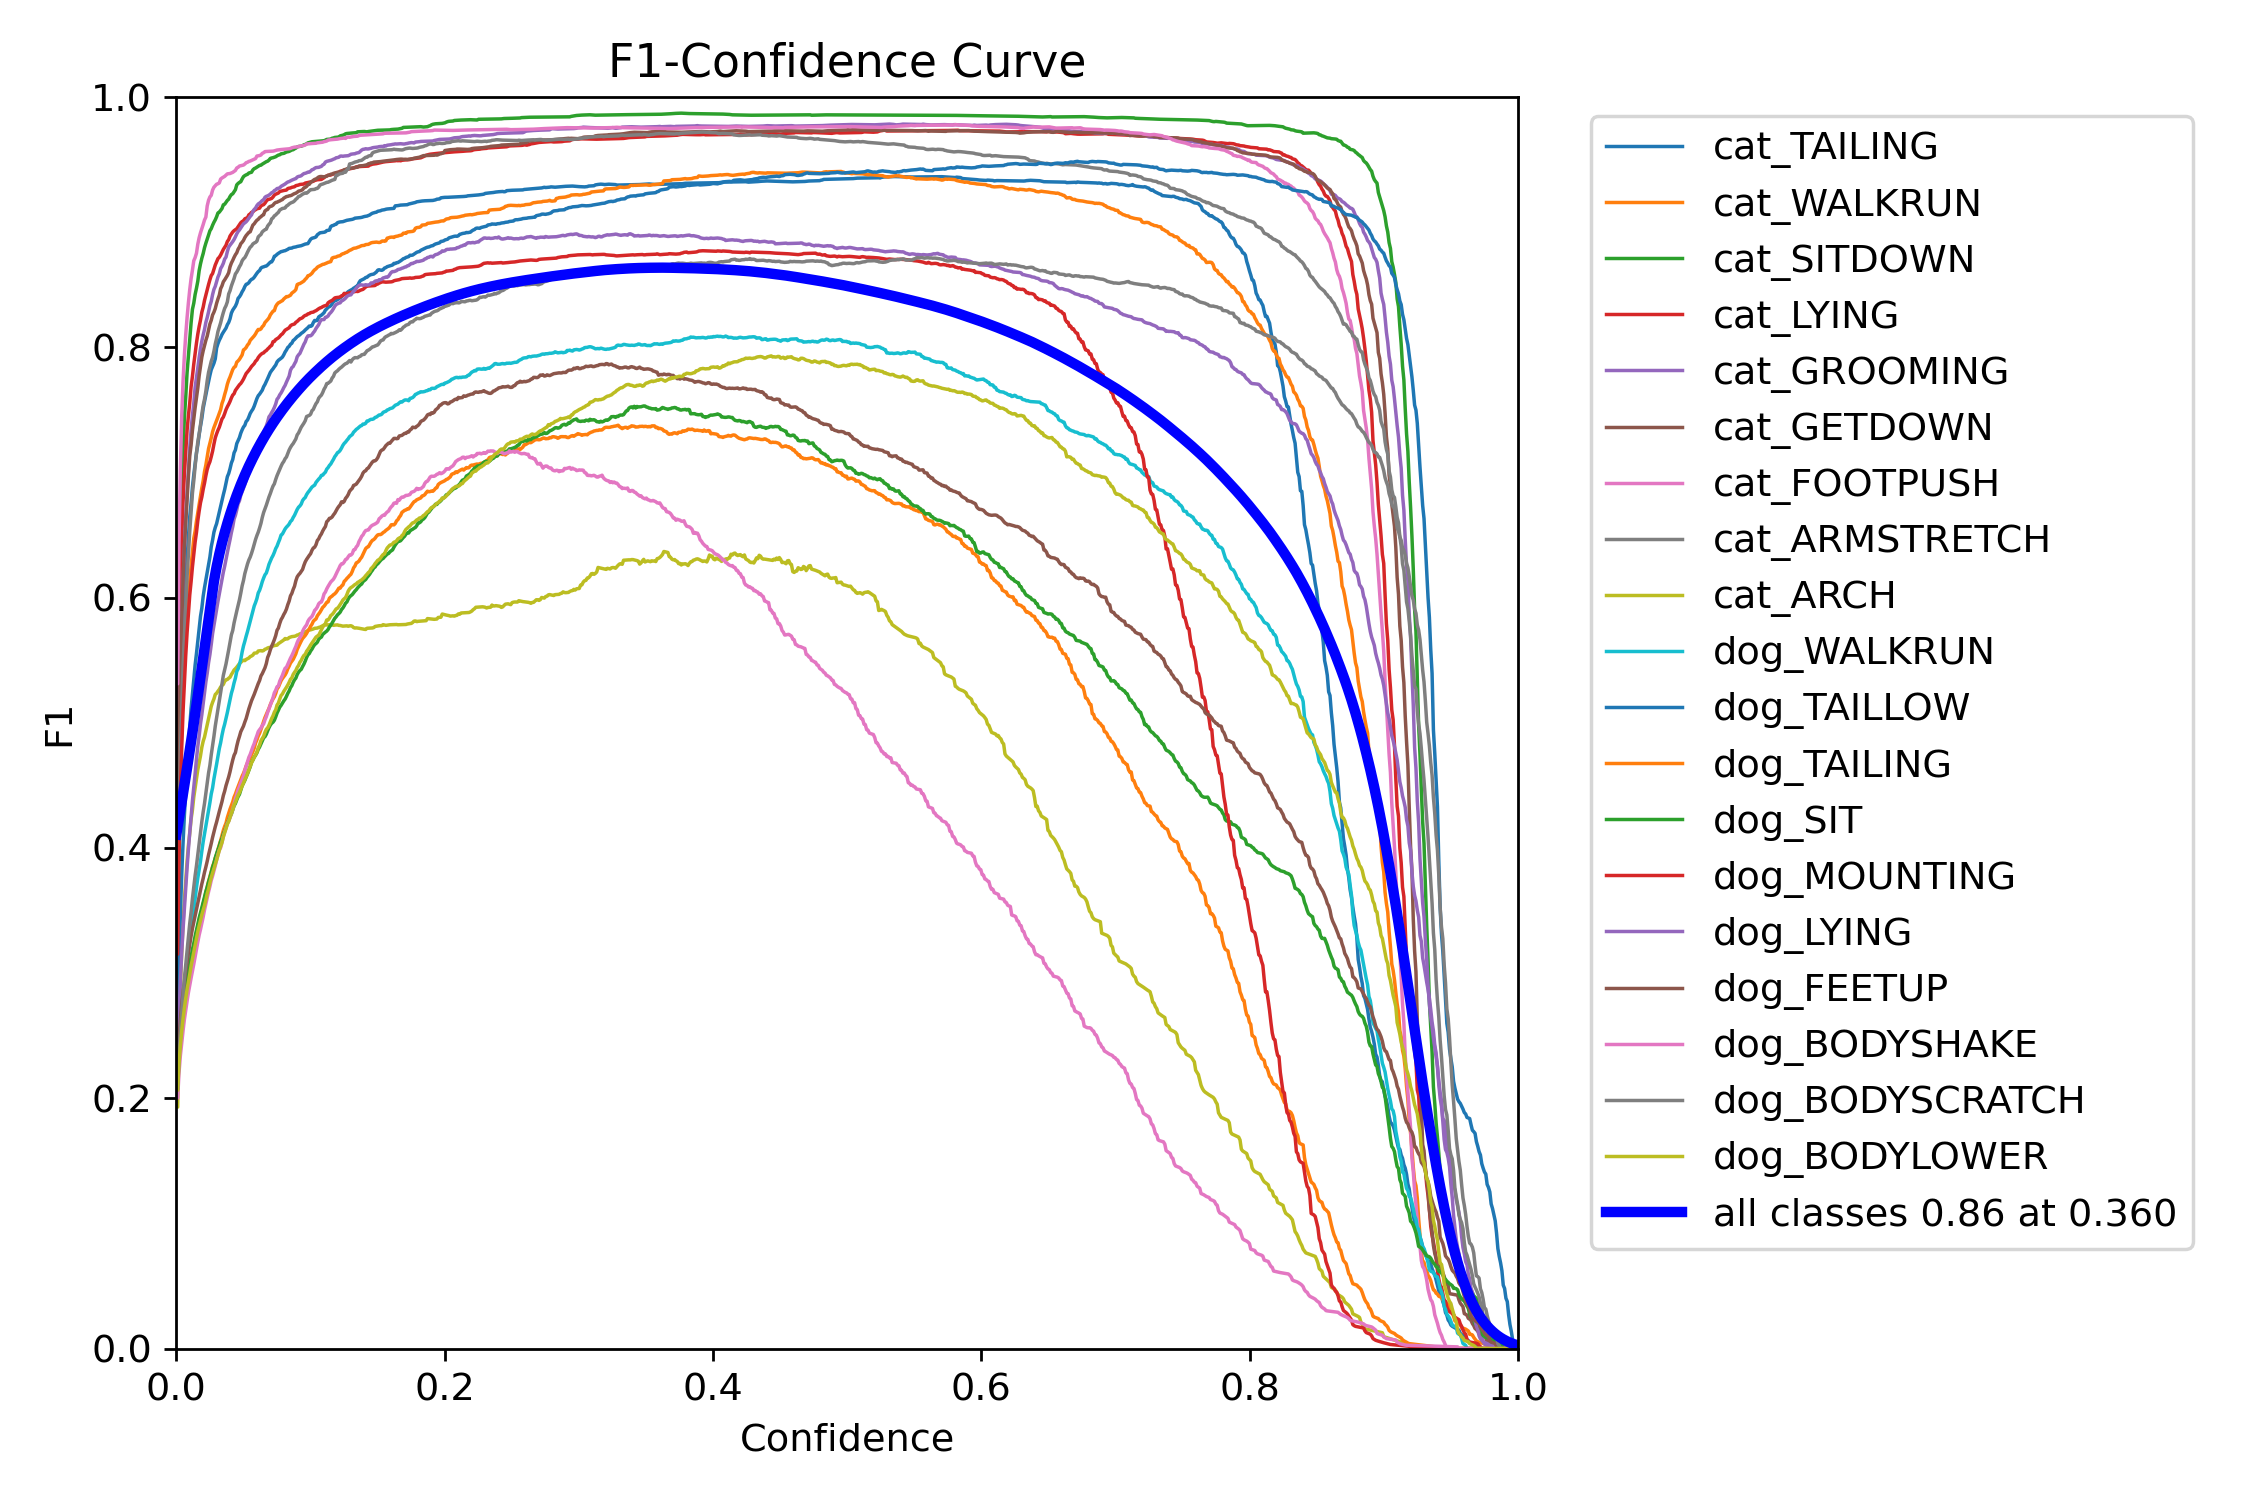 F1-Confidence Curve
1.0
0.8
0.6
0.4
0.2
0.0
F1
0.0 0.2 0.4 0.6 0.8 1.0
Confidence
cat_TAILING
cat_WALKRUN
cat_SITDOWN
cat_LYING
cat_GROOMING
cat_GETDOWN
cat_FOOTPUSH
cat_ARMSTRETCH
cat_ARCH
dog_WALKRUN
dog_TAILLOW
dog_TAILING
dog_SIT
dog_MOUNTING
dog_LYING
dog_FEETUP
dog_BODYSHAKE
dog_BODYSCRATCH
dog_BODYLOWER
all classes 0.86 at 0.360